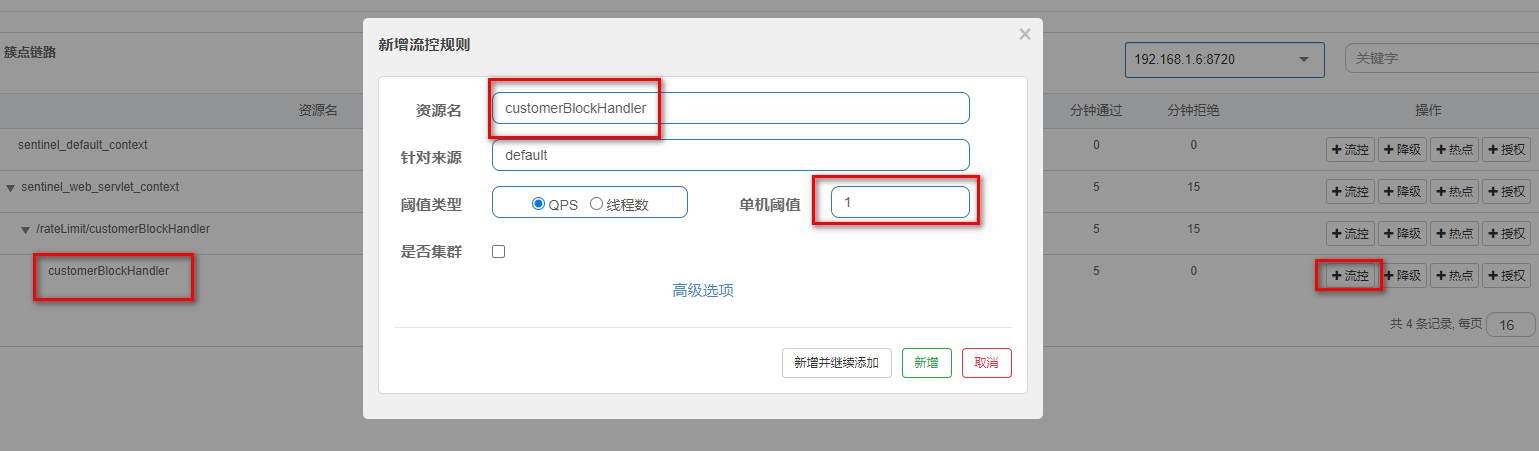 簇点链路
192.168.1.6:8720
关键字
资源名 分钟通过 分钟拒绝 操作
sentinel_default_context 0 0 流控 降级 热点 授权
sentinel_web_servlet_context 5 15 流控 降级 热点 授权
/rateLimit/customerBlockHandler 5 15 流控 降级 热点 授权
customerBlockHandler 5 0 流控 降级 热点 授权
共 4 条记录, 每页 16
新增流控规则 ×
资源名 customerBlockHandler
针对来源 default
阈值类型 QPS 线程数 单机阈值 1
是否集群
高级选项
新增并继续添加 新增 取消